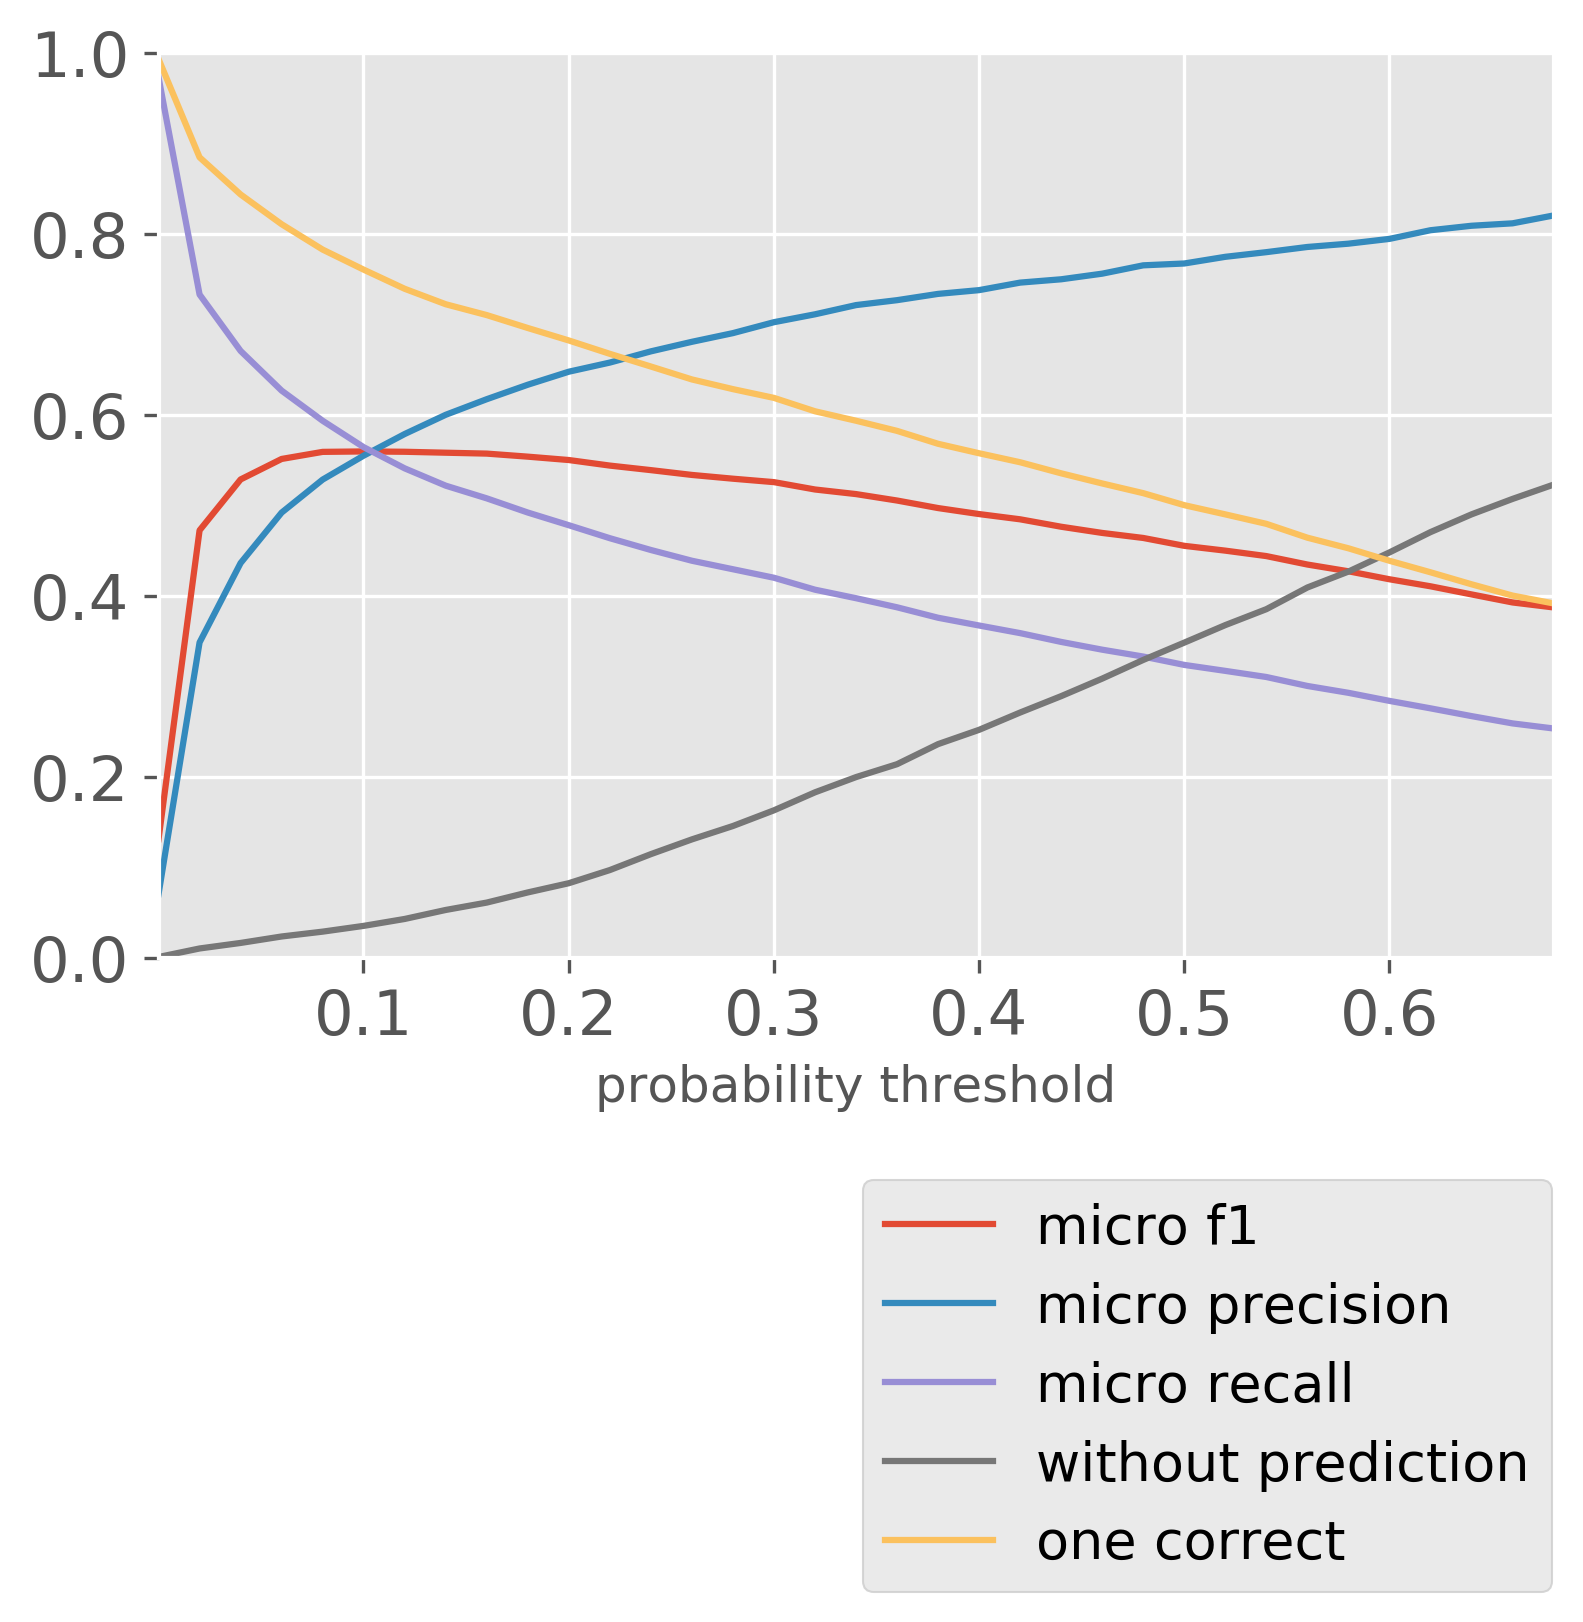 1.0
0.8
0.6
0.4
0.2
0.0
0.1 0.2 0.3 0.4 0.5 0.6
probability threshold
micro f1
micro precision
micro recall
without prediction
one correct